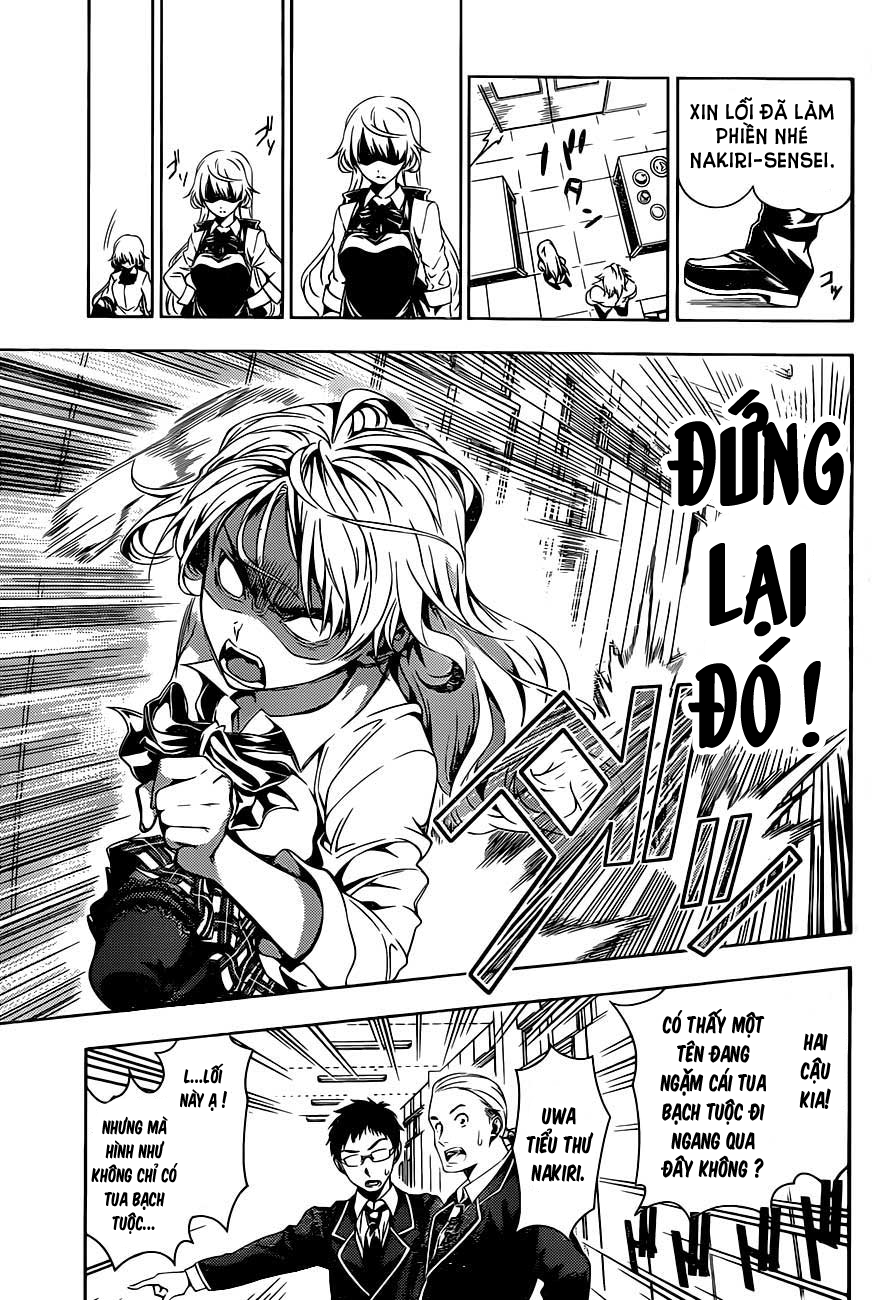 XIN LỖI ĐÃ LÀM
PHIỀN NHÉ
NAKIRI-SENSEI.
ĐỨNG
LẠI
ĐÓ !
HAI
CẬU
KIA!
CÓ THẤY MỘT
TÊN ĐANG
NGẬM CÁI TUA
BẠCH TUỘC ĐI
NGANG QUA
ĐÂY KHÔNG ?
UWA
TIỂU THƯ
NAKIRI.
L...LỐI
NÀY Ạ !
NHƯNG MÀ
HÌNH NHƯ
KHÔNG CHỈ CÓ
TUA BẠCH
TUỘC...